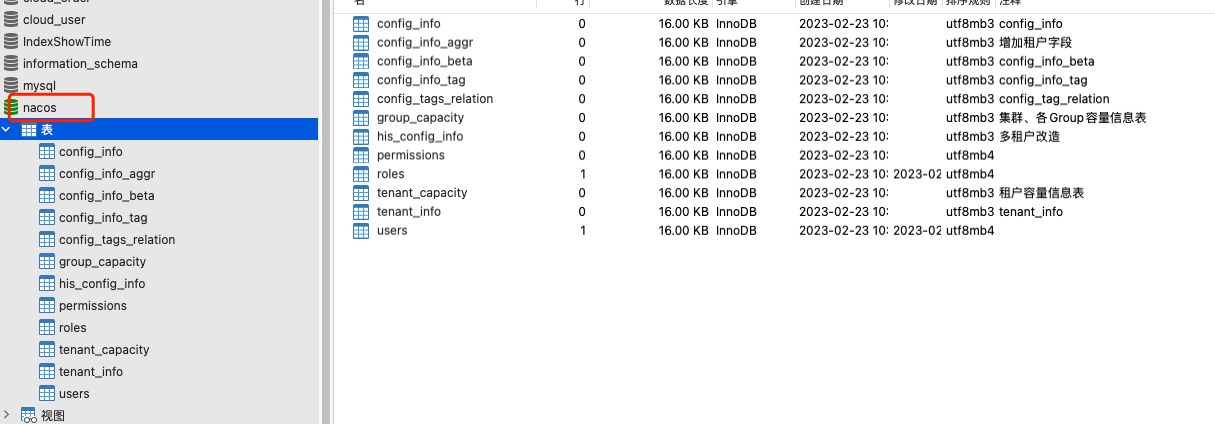 cloud_order
cloud_user
IndexShowTime
information_schema
mysql
nacos
表
config_info
config_info_aggr
config_info_beta
config_info_tag
config_tags_relation
group_capacity
his_config_info
permissions
roles
tenant_capacity
tenant_info
users
视图
名 行 数据长度 引擎 创建日期 修改日期 排序规则 注释
config_info 0 16.00 KB InnoDB 2023-02-23 10: utf8mb3 config_info
config_info_aggr 0 16.00 KB InnoDB 2023-02-23 10: utf8mb3 增加租户字段
config_info_beta 0 16.00 KB InnoDB 2023-02-23 10: utf8mb3 config_info_beta
config_info_tag 0 16.00 KB InnoDB 2023-02-23 10: utf8mb3 config_info_tag
config_tags_relation 0 16.00 KB InnoDB 2023-02-23 10: utf8mb3 config_tag_relation
group_capacity 0 16.00 KB InnoDB 2023-02-23 10: utf8mb3 集群、各Group容量信息表
his_config_info 0 16.00 KB InnoDB 2023-02-23 10: utf8mb3 多租户改造
permissions 0 16.00 KB InnoDB 2023-02-23 10: utf8mb4
roles 1 16.00 KB InnoDB 2023-02-23 10: 2023-02 utf8mb4
tenant_capacity 0 16.00 KB InnoDB 2023-02-23 10: utf8mb3 租户容量信息表
tenant_info 0 16.00 KB InnoDB 2023-02-23 10: utf8mb3 tenant_info
users 1 16.00 KB InnoDB 2023-02-23 10: 2023-02 utf8mb4